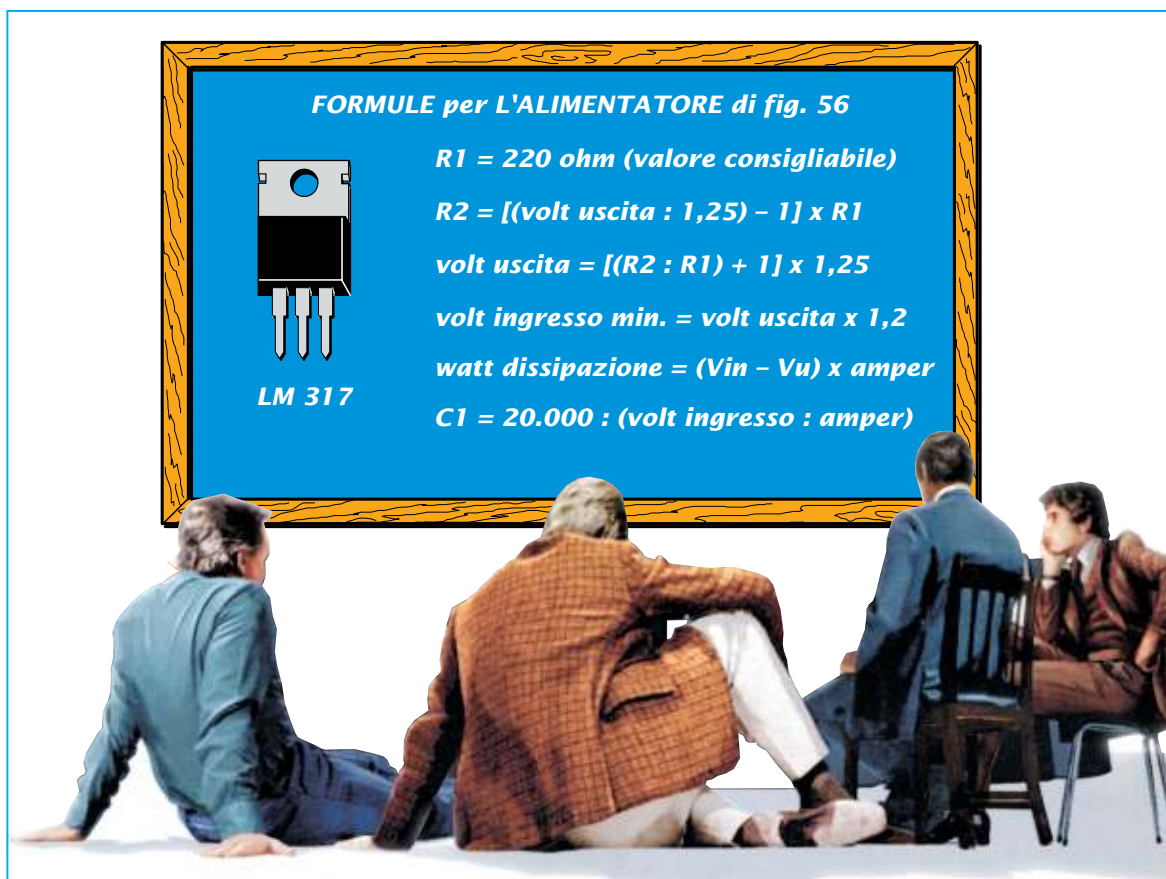 FORMULE per L'ALIMENTATORE di fig. 56
R1 = 220 ohm (valore consigliabile)
R2 = [(volt uscita : 1,25) – 1] x R1
volt uscita = [(R2 : R1) + 1] x 1,25
volt ingresso min. = volt uscita x 1,2
watt dissipazione = (Vin – Vu) x amper
LM 317
C1 = 20.000 : (volt ingresso : amper)